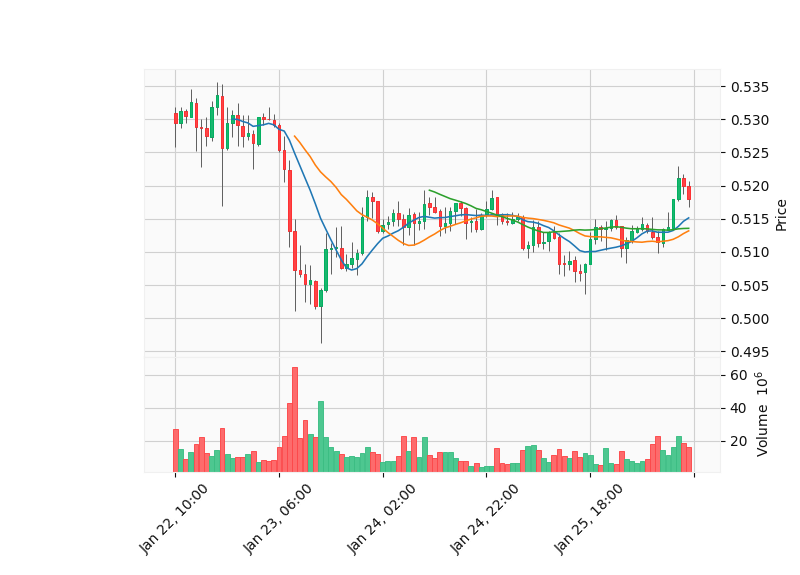 0.535
0.530
0.525
0.520
0.515
0.510
0.505
0.500
0.495
Price
60
40
20
Volume 10⁶
Jan 22, 10:00
Jan 23, 06:00
Jan 24, 02:00
Jan 24, 22:00
Jan 25, 18:00